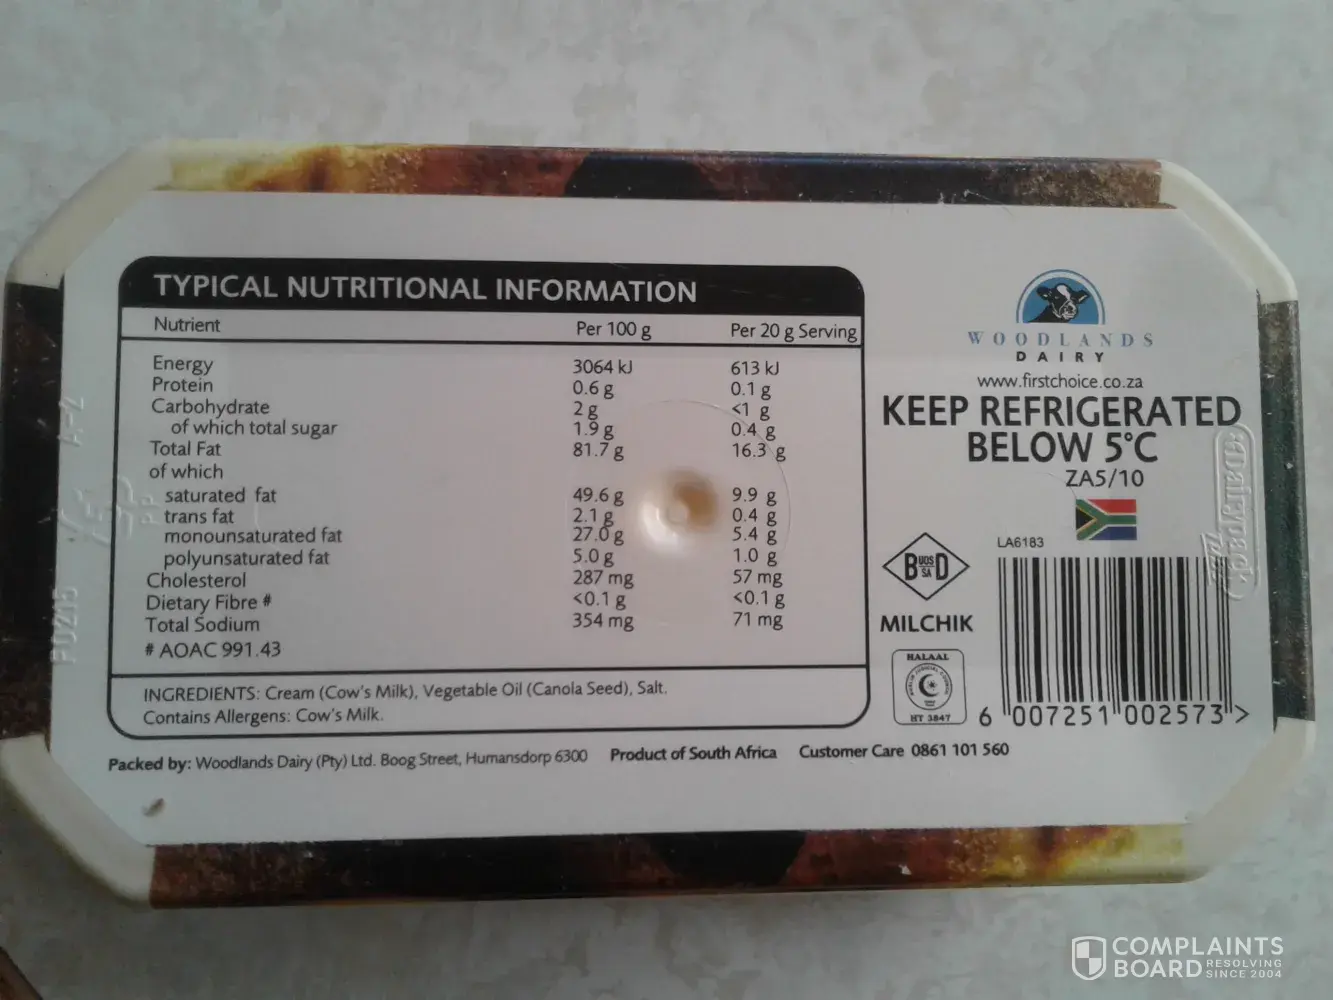 TYPICAL NUTRITIONAL INFORMATION
Nutrient Per 100 g Per 20 g Serving
Energy 3064 kJ 613 kJ
Protein 0.6 g 0.1 g
Carbohydrate 2 g <1 g
of which total sugar 1.9 g 0.4 g
Total Fat 81.7 g 16.3 g
of which
saturated fat 49.6 g 9.9 g
trans fat 2.1 g 0.4 g
monounsaturated fat 27.0 g 5.4 g
polyunsaturated fat 5.0 g 1.0 g
Cholesterol 287 mg 57 mg
Dietary Fibre # <0.1 g <0.1 g
Total Sodium 354 mg 71 mg
# AOAC 991.43
INGREDIENTS: Cream (Cow's Milk), Vegetable Oil (Canola Seed), Salt.
Contains Allergens: Cow's Milk.
Packed by: Woodlands Dairy (Pty) Ltd. Boog Street, Humansdorp 6300 Product of South Africa Customer Care 0861 101 560
WOODLANDS
DAIRY
www.firstchoice.co.za
KEEP REFRIGERATED
BELOW 5°C
ZA5/10
LA6183
B UOS SA D
MILCHIK
HALAAL
HT 3847
6 007251 002573 >
COMPLAINTS
BOARD RESOLVING
SINCE 2004